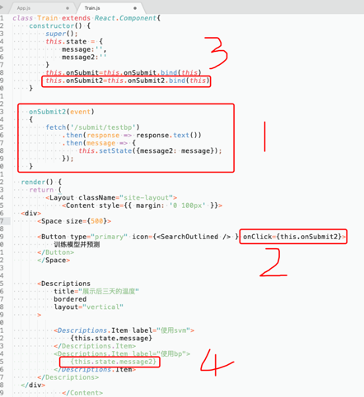 App.js
Train.js
class Train extends React.Component{
constructor() {
super();
this.state = {
message:'',
message2:''
}
this.onSubmit=this.onSubmit.bind(this)
this.onSubmit2=this.onSubmit2.bind(this)
}
3
onSubmit2(event)
{
fetch('/submit/testbp')
.then(response => response.text())
.then(message => {
this.setState({message2: message});
});
}
1
render() {
return (
<Layout className="site-layout">
<Content style={{ margin: '0 100px' }}>
<div>
<Space size={500}>
<Button type="primary" icon={<SearchOutlined /> } onClick={this.onSubmit2}>
训练模型并预测
</Button>
</Space>
2
<Descriptions
title="展示后三天的温度"
bordered
layout="vertical"
>
<Descriptions.Item label="使用svm">
{this.state.message}
</Descriptions.Item>
<Descriptions.Item label="使用bp">
{this.state.message2}
</Descriptions.Item>
</Descriptions>
4
</div>
</Content>